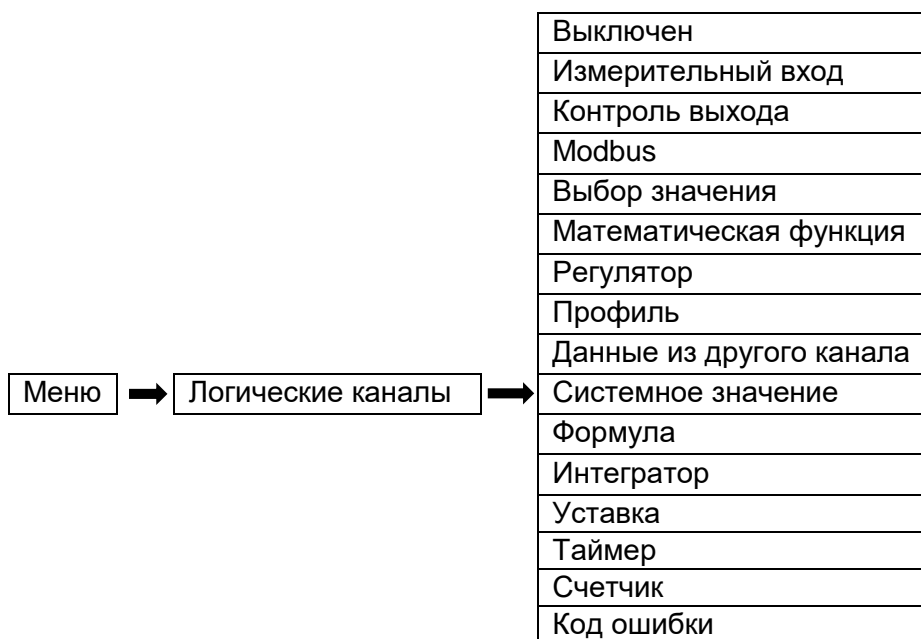 Выключен
Измерительный вход
Контроль выхода
Modbus
Выбор значения
Математическая функция
Регулятор
Профиль
Данные из другого канала
Меню
Логические каналы
Системное значение
Формула
Интегратор
Уставка
Таймер
Счетчик
Код ошибки